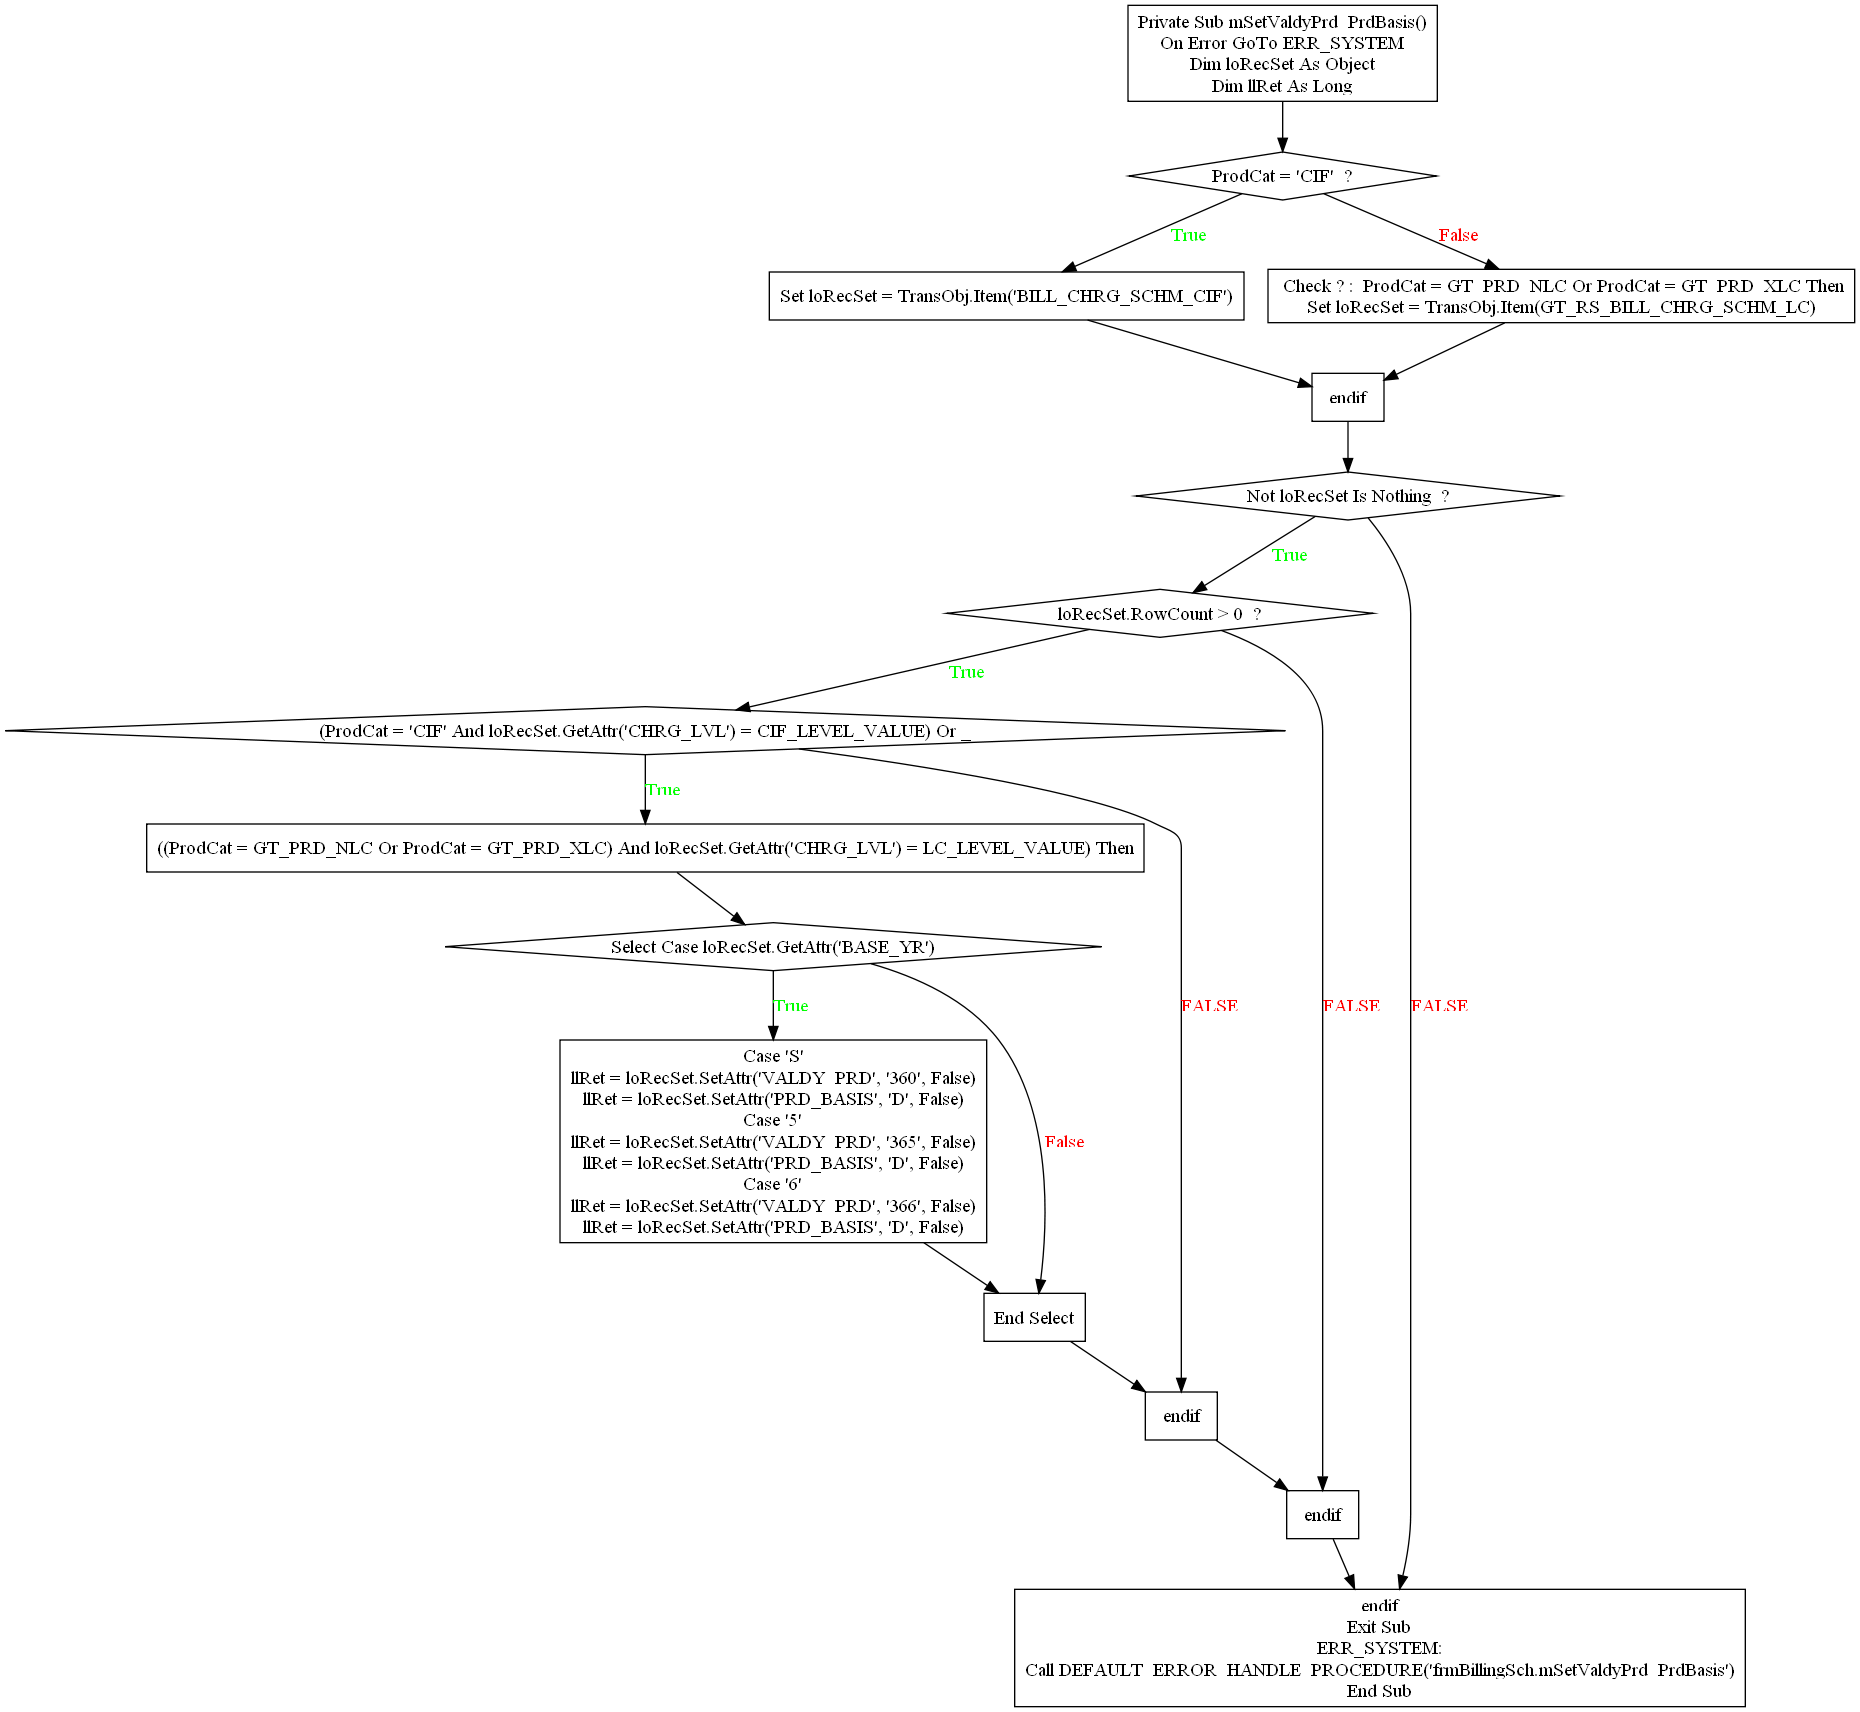 Private Sub mSetValdyPrd_PrdBasis()
On Error GoTo ERR_SYSTEM
Dim loRecSet As Object
Dim llRet As Long
ProdCat = 'CIF'  ?
True
False
Set loRecSet = TransObj.Item('BILL_CHRG_SCHM_CIF')
Check ? :  ProdCat = GT_PRD_NLC Or ProdCat = GT_PRD_XLC Then
Set loRecSet = TransObj.Item(GT_RS_BILL_CHRG_SCHM_LC)
endif
Not loRecSet Is Nothing  ?
True
loRecSet.RowCount > 0  ?
True
(ProdCat = 'CIF' And loRecSet.GetAttr('CHRG_LVL') = CIF_LEVEL_VALUE) Or _
True
((ProdCat = GT_PRD_NLC Or ProdCat = GT_PRD_XLC) And loRecSet.GetAttr('CHRG_LVL') = LC_LEVEL_VALUE) Then
Select Case loRecSet.GetAttr('BASE_YR')
True
FALSE
FALSE
FALSE
Case 'S'
llRet = loRecSet.SetAttr('VALDY_PRD', '360', False)
llRet = loRecSet.SetAttr('PRD_BASIS', 'D', False)
Case '5'
llRet = loRecSet.SetAttr('VALDY_PRD', '365', False)
llRet = loRecSet.SetAttr('PRD_BASIS', 'D', False)
Case '6'
llRet = loRecSet.SetAttr('VALDY_PRD', '366', False)
llRet = loRecSet.SetAttr('PRD_BASIS', 'D', False)
False
End Select
endif
endif
endif
Exit Sub
ERR_SYSTEM:
Call DEFAULT_ERROR_HANDLE_PROCEDURE('frmBillingSch.mSetValdyPrd_PrdBasis')
End Sub